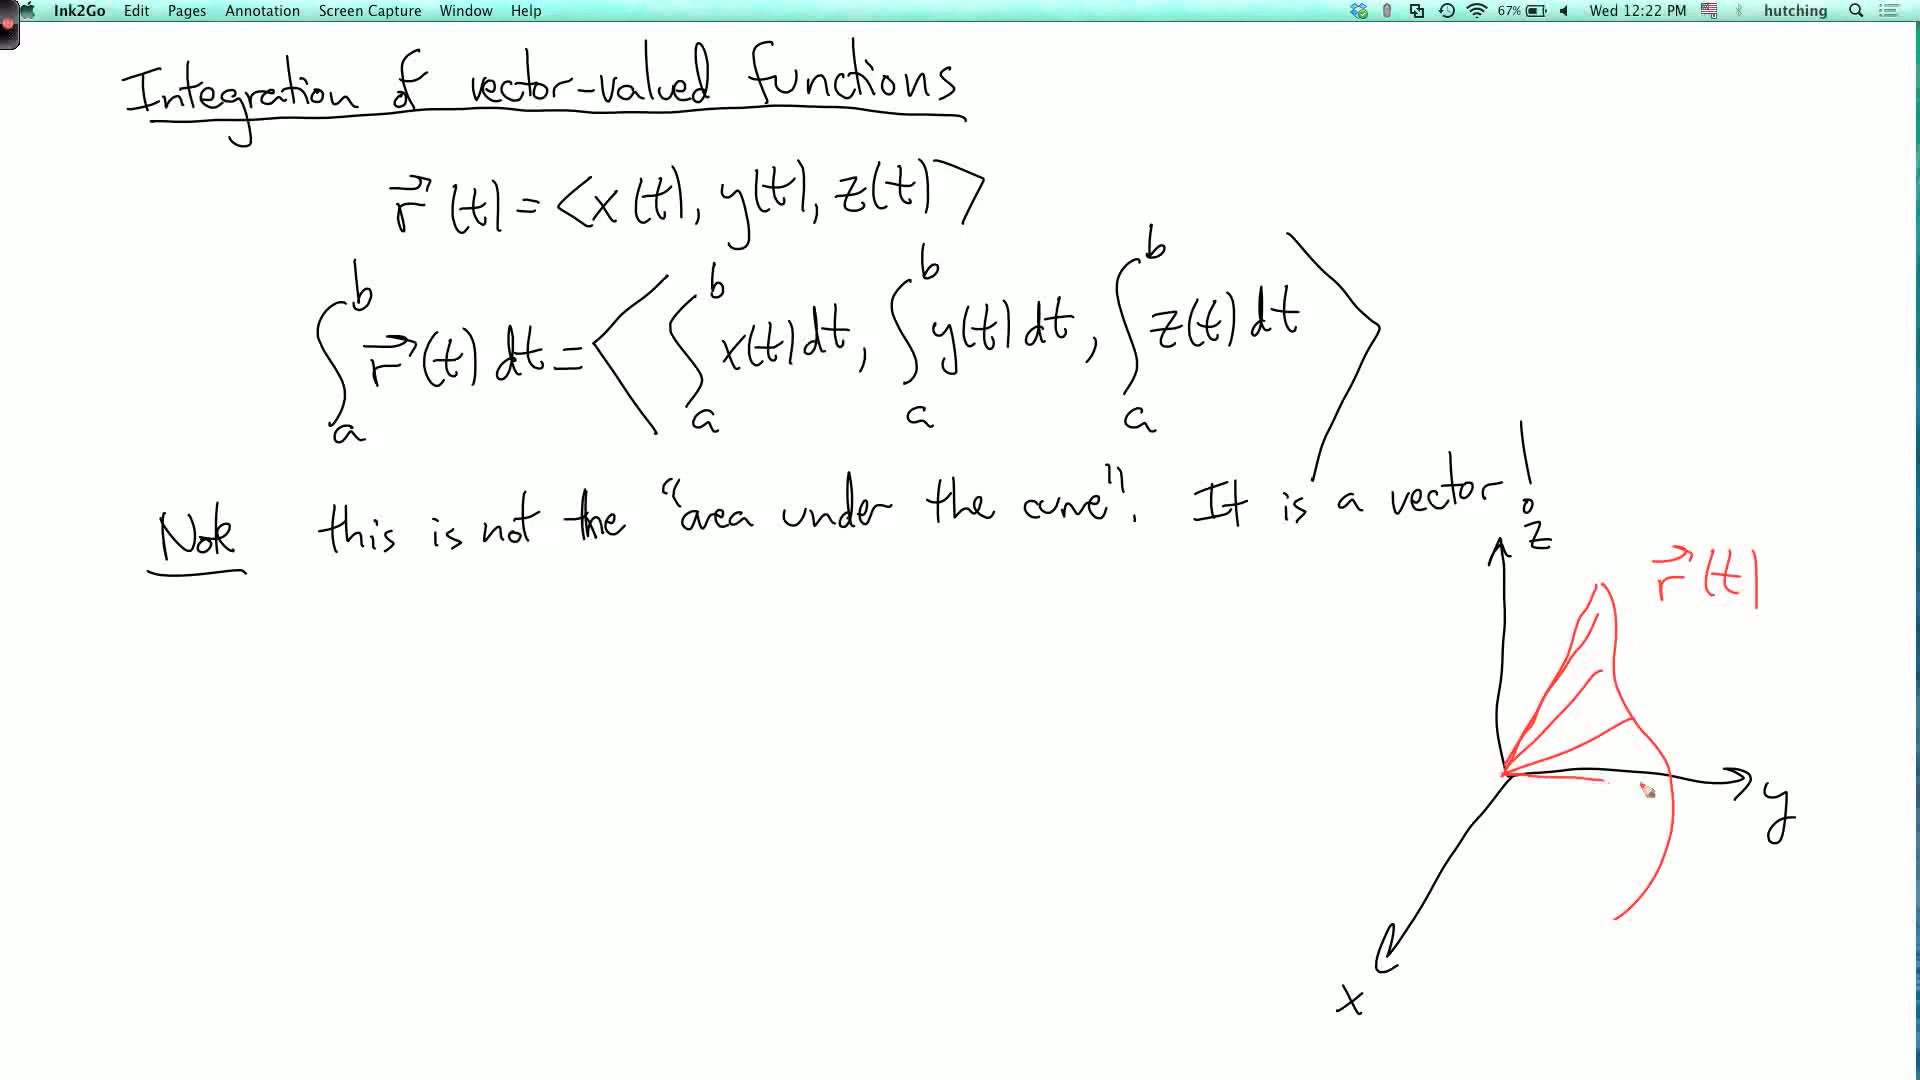 Ink2Go Edit Pages Annotation Screen Capture Window Help 67% Wed 12:22 PM hutching
Integration of vector-valued functions
r⃗(t) = <x(t), y(t), z(t)>
∫_a^b r⃗(t) dt = <∫_a^b x(t) dt, ∫_a^b y(t) dt, ∫_a^b z(t) dt>
Note this is not the "area under the curve". It is a vector!
z
r⃗(t)
y
x